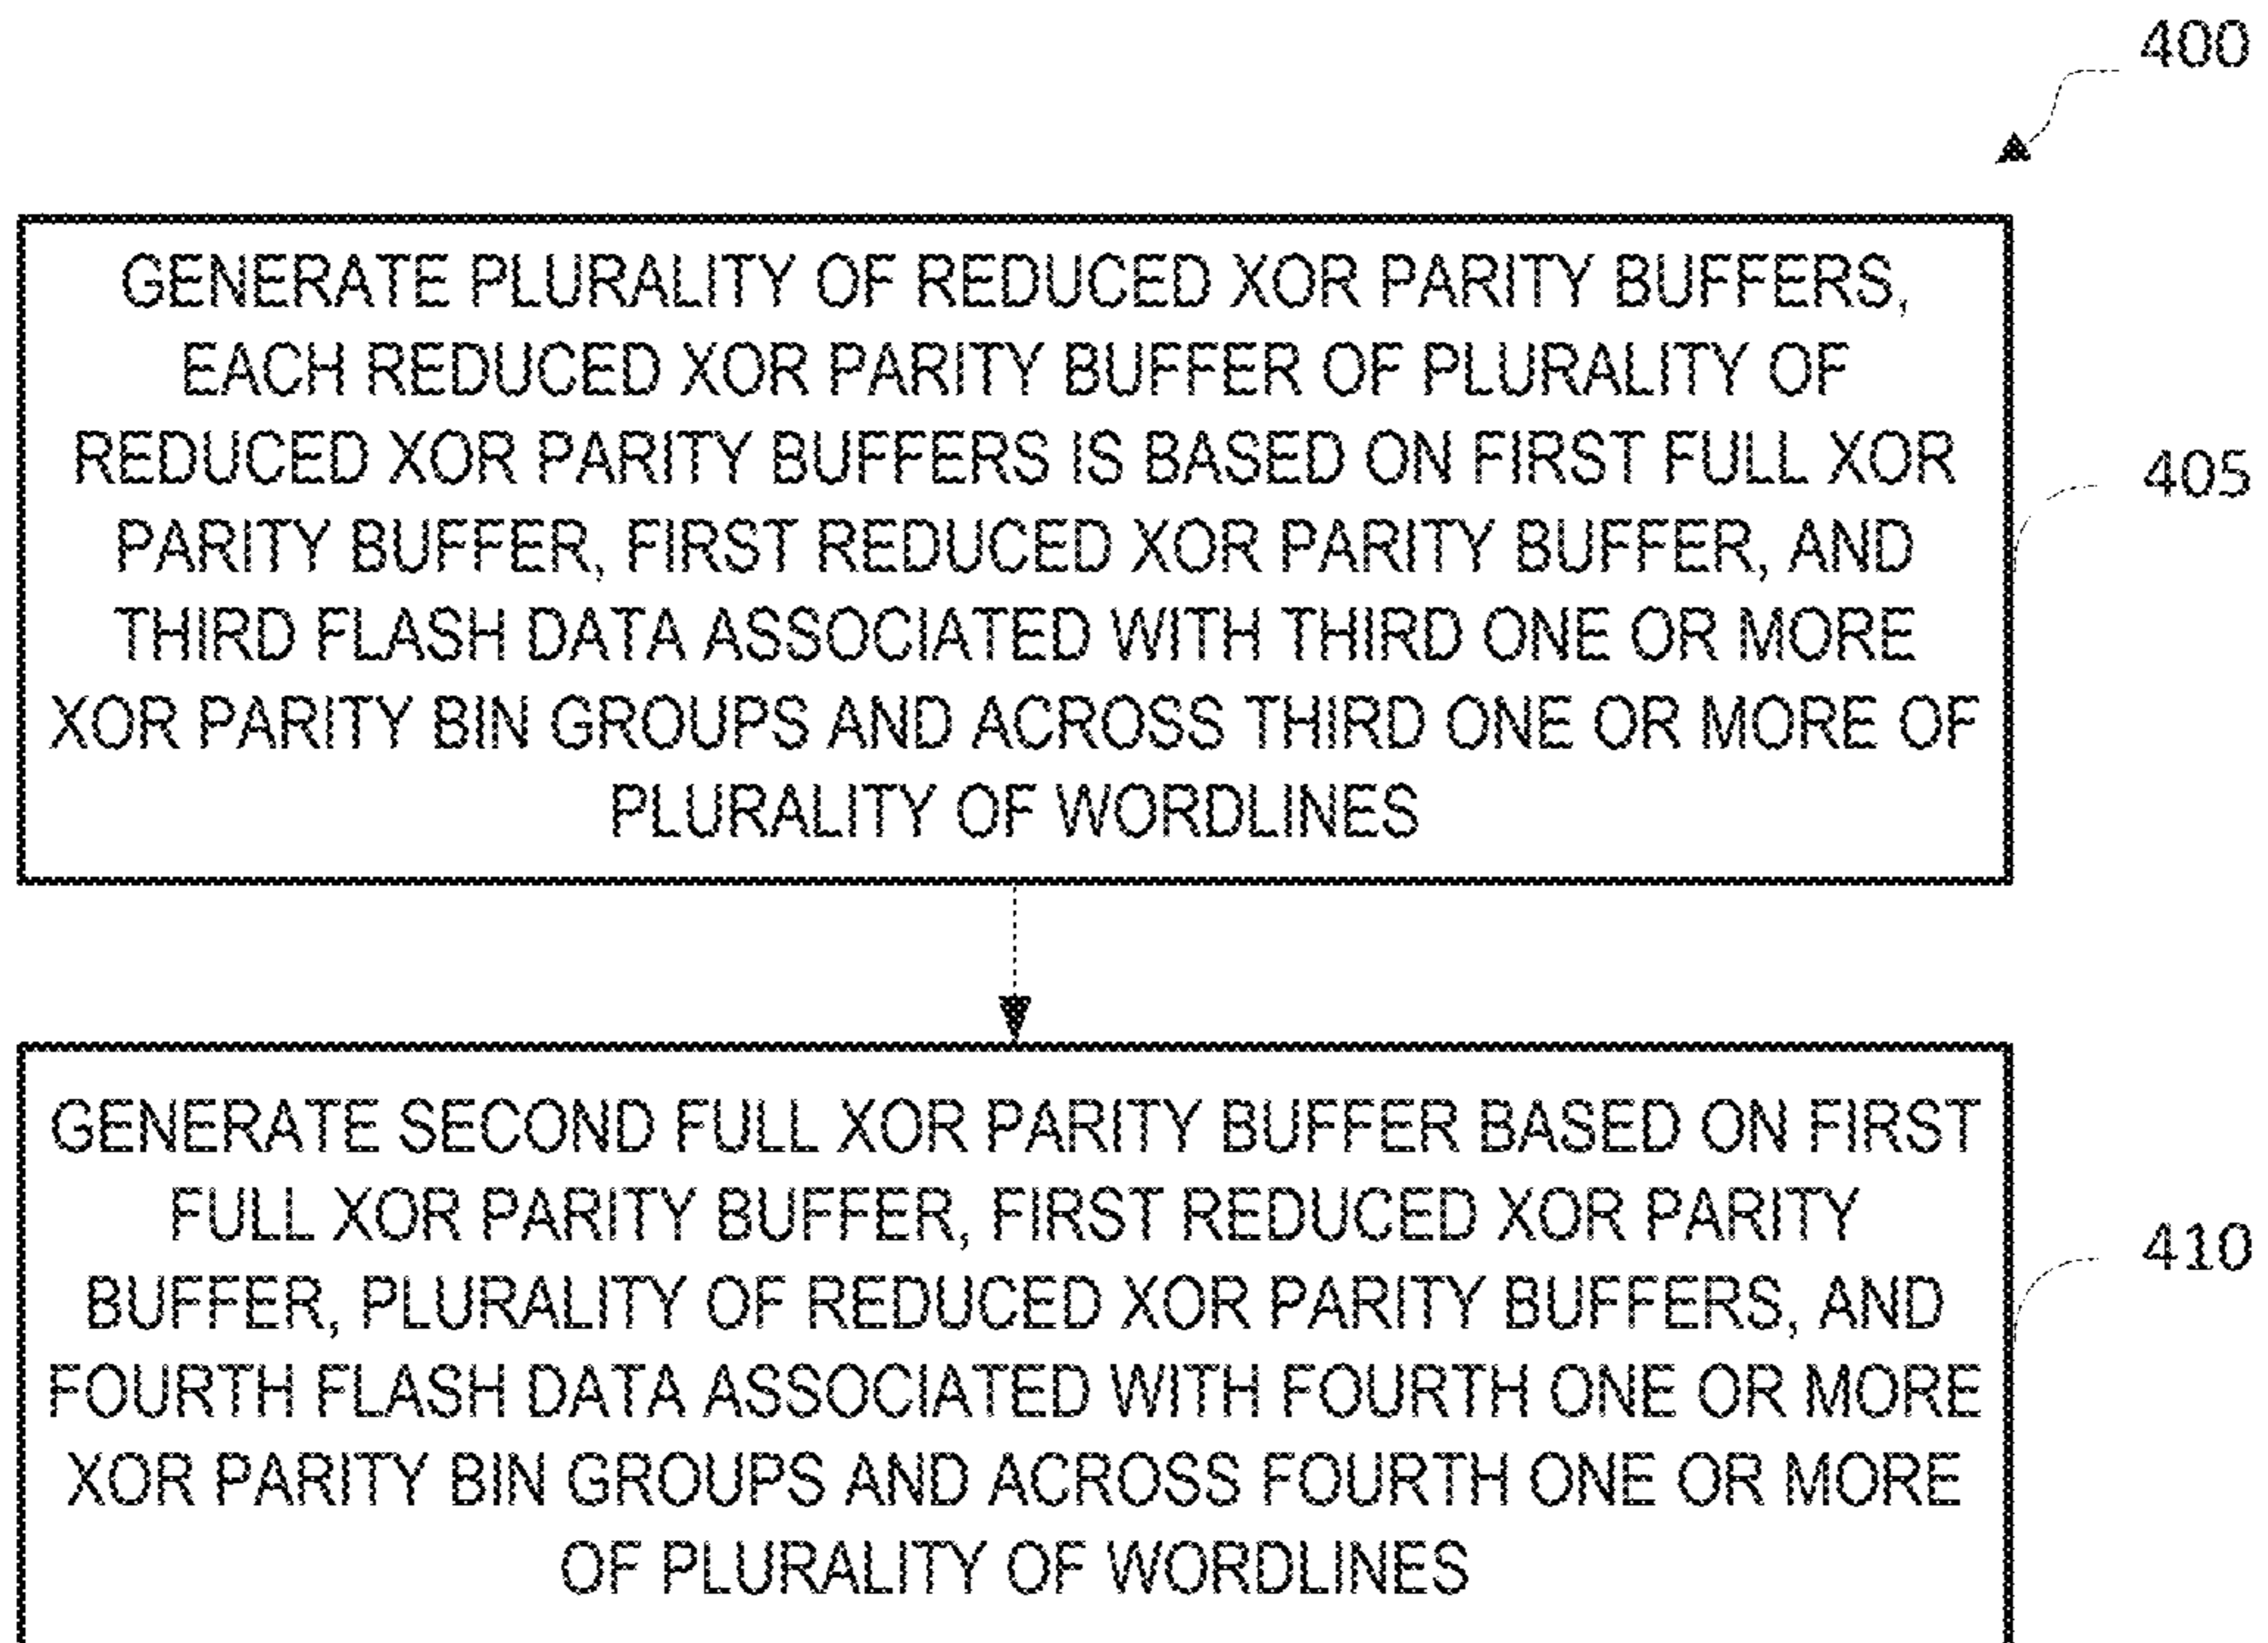 400
GENERATE PLURALITY OF REDUCED XOR PARITY BUFFERS,
EACH REDUCED XOR PARITY BUFFER OF PLURALITY OF
REDUCED XOR PARITY BUFFERS IS BASED ON FIRST FULL XOR
PARITY BUFFER, FIRST REDUCED XOR PARITY BUFFER, AND
THIRD FLASH DATA ASSOCIATED WITH THIRD ONE OR MORE
XOR PARITY BIN GROUPS AND ACROSS THIRD ONE OR MORE OF
PLURALITY OF WORDLINES
405
GENERATE SECOND FULL XOR PARITY BUFFER BASED ON FIRST
FULL XOR PARITY BUFFER, FIRST REDUCED XOR PARITY
BUFFER, PLURALITY OF REDUCED XOR PARITY BUFFERS, AND
FOURTH FLASH DATA ASSOCIATED WITH FOURTH ONE OR MORE
XOR PARITY BIN GROUPS AND ACROSS FOURTH ONE OR MORE
OF PLURALITY OF WORDLINES
410